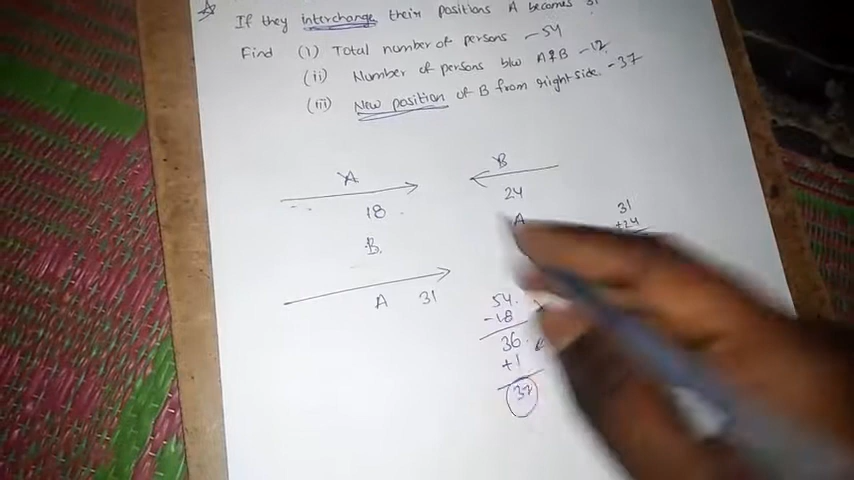 If they interchange their positions A becomes 31
Find (i) Total number of persons - 54
(ii) Number of persons b/w A & B - 12
(iii) New position of B from right side. - 37
A
B
18
24
B
A
31
+24
A 31
54
-18
36
+1
37